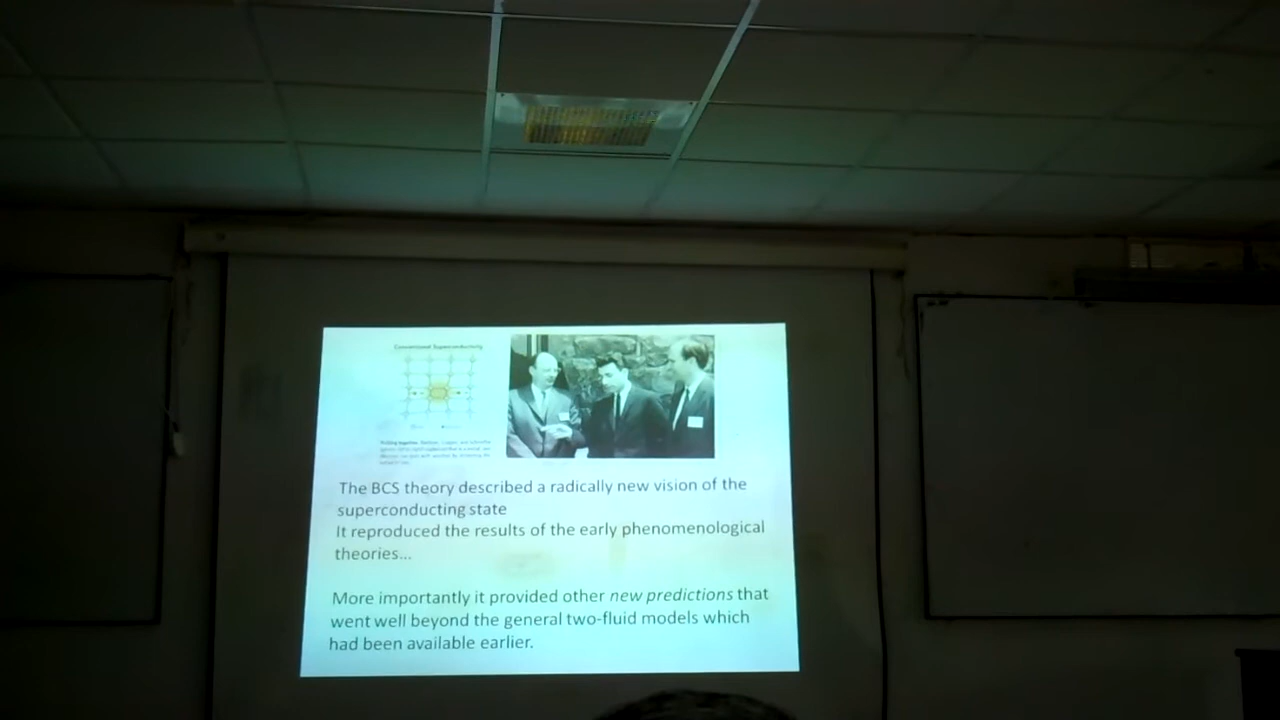 Conventional Superconductivity
The BCS theory described a radically new vision of the
superconducting state
It reproduced the results of the early phenomenological
theories...
More importantly it provided other new predictions that
went well beyond the general two-fluid models which
had been available earlier.